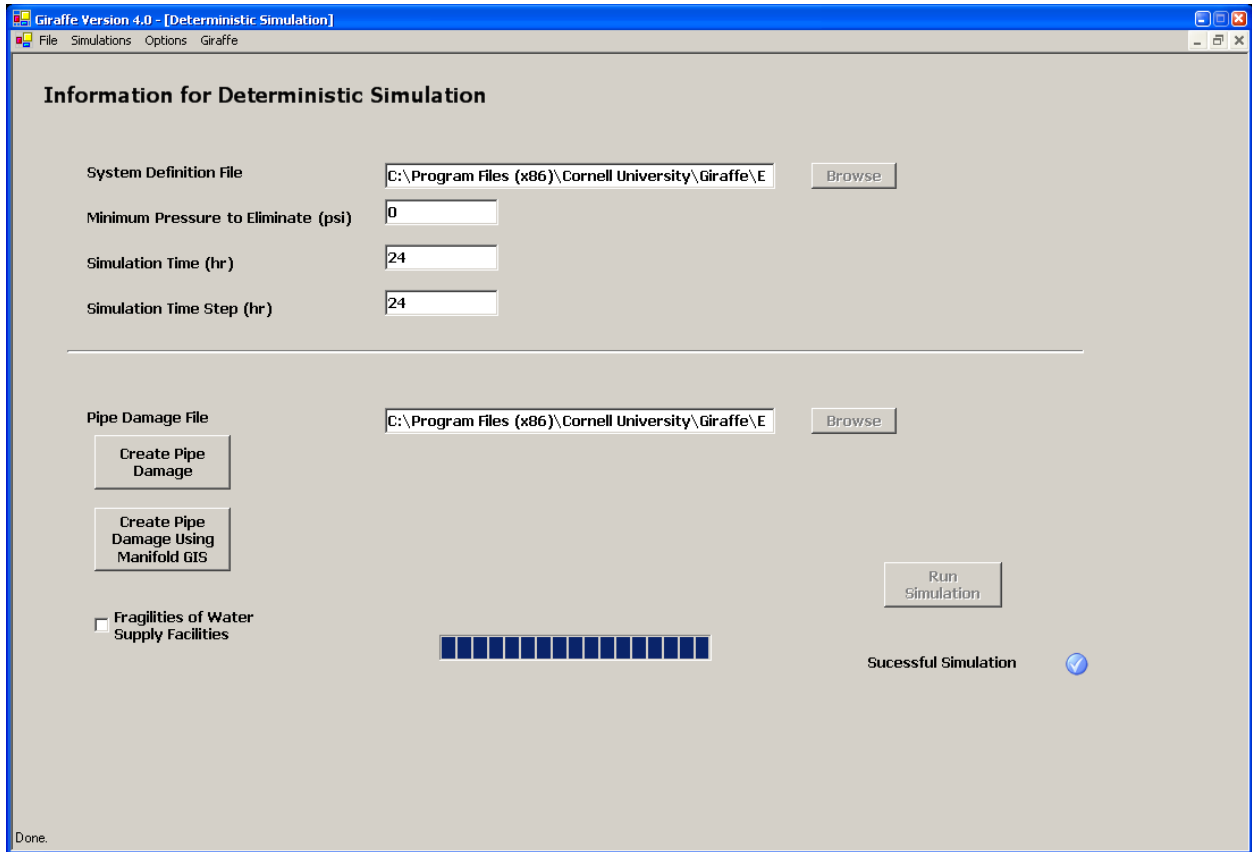 Giraffe Version 4.0 - [Deterministic Simulation]
File Simulations Options Giraffe
Information for Deterministic Simulation
System Definition File
C:\Program Files (x86)\Cornell University\Giraffe\E
Browse
Minimum Pressure to Eliminate (psi)
0
Simulation Time (hr)
24
Simulation Time Step (hr)
24
Pipe Damage File
C:\Program Files (x86)\Cornell University\Giraffe\E
Browse
Create Pipe
Damage
Create Pipe
Damage Using
Manifold GIS
Run
Simulation
Fragilities of Water
Supply Facilities
Sucessful Simulation
Done.